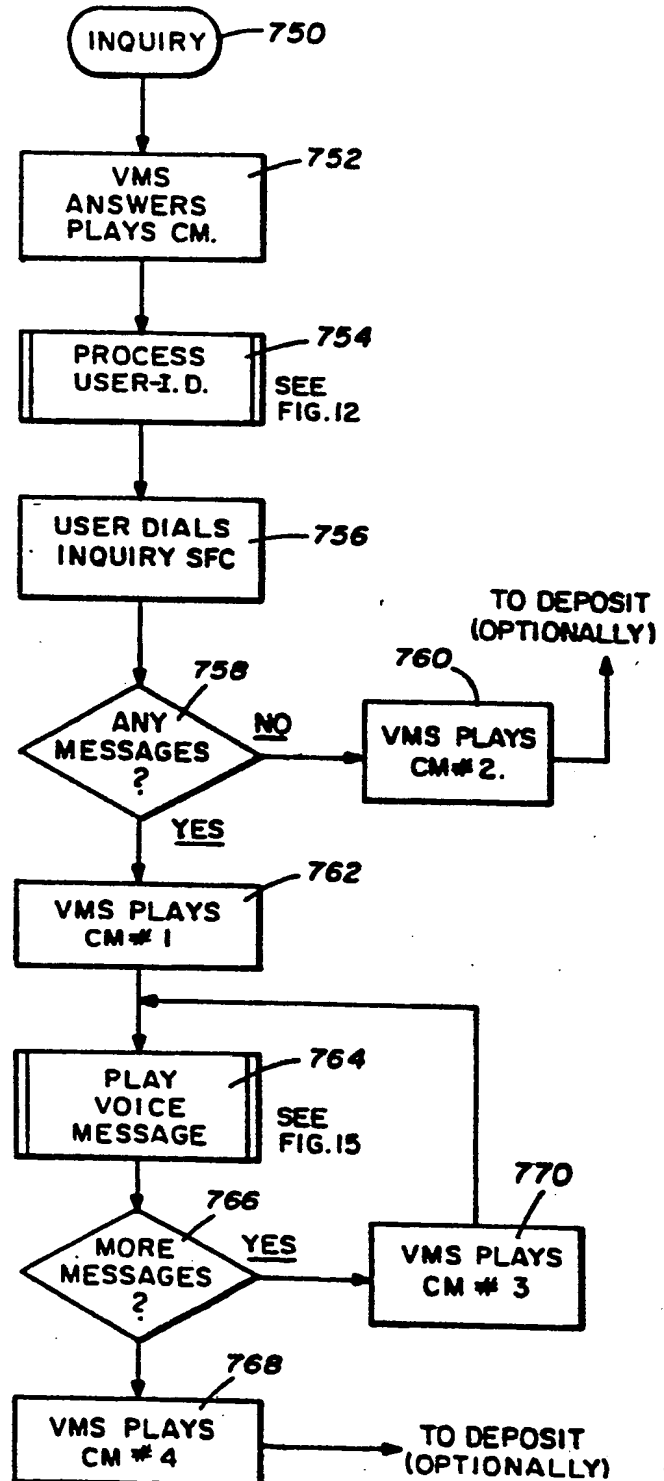 INQUIRY
750
752
VMS
ANSWERS
PLAYS CM.
754
PROCESS
USER-I.D.
SEE
FIG.12
USER DIALS
INQUIRY SFC
756
TO DEPOSIT
(OPTIONALLY)
758
760
ANY
MESSAGES
?
NO
VMS PLAYS
CM# 2.
YES
762
VMS PLAYS
CM# 1
764
PLAY
VOICE
MESSAGE
SEE
FIG.15
766
770
MORE
MESSAGES
?
YES
VMS PLAYS
CM # 3
768
VMS PLAYS
CM #4
TO DEPOSIT
(OPTIONALLY)